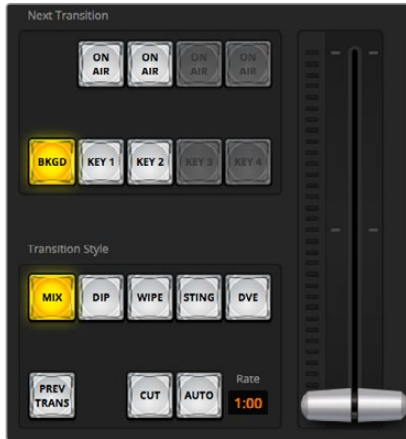 Next Transition
ON AIR ON AIR ON AIR ON AIR
BKGD KEY 1 KEY 2 KEY 3 KEY 4
Transition Style
MIX DIP WIPE STING DVE
Rate
PREV TRANS CUT AUTO 1:00